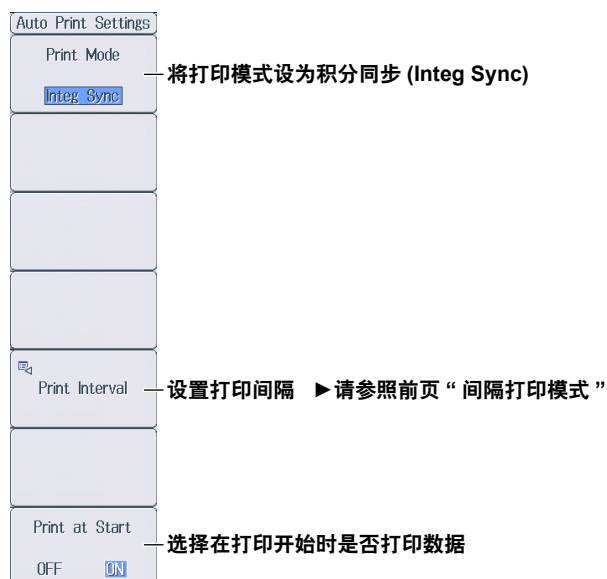 Auto Print Settings
Print Mode
Integ Sync
将打印模式设为积分同步 (Integ Sync)
Print Interval
设置打印间隔 ►请参照前页 “ 间隔打印模式 ”
Print at Start
OFF ON
选择在打印开始时是否打印数据